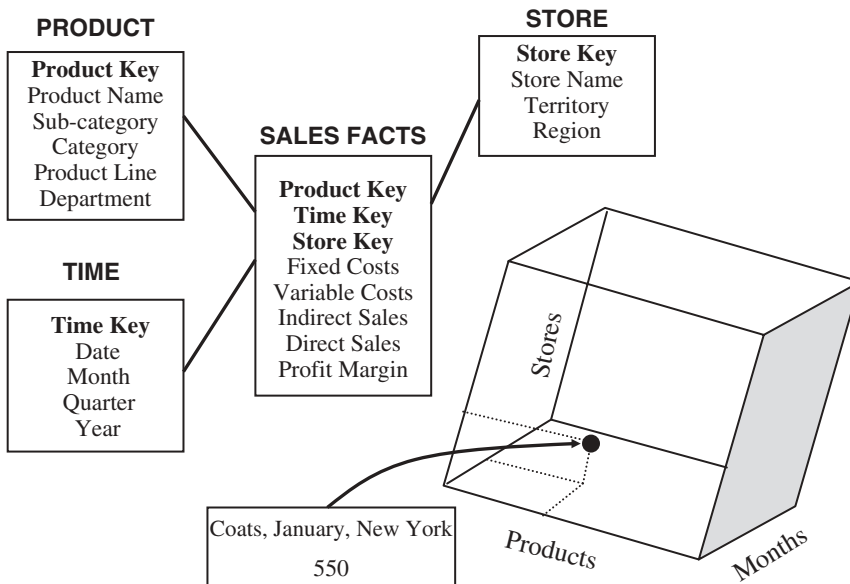 PRODUCT
Product Key
Product Name
Sub-category
Category
Product Line
Department
TIME
Time Key
Date
Month
Quarter
Year
SALES FACTS
Product Key
Time Key
Store Key
Fixed Costs
Variable Costs
Indirect Sales
Direct Sales
Profit Margin
STORE
Store Key
Store Name
Territory
Region
Stores
Products
Months
Coats, January, New York
550